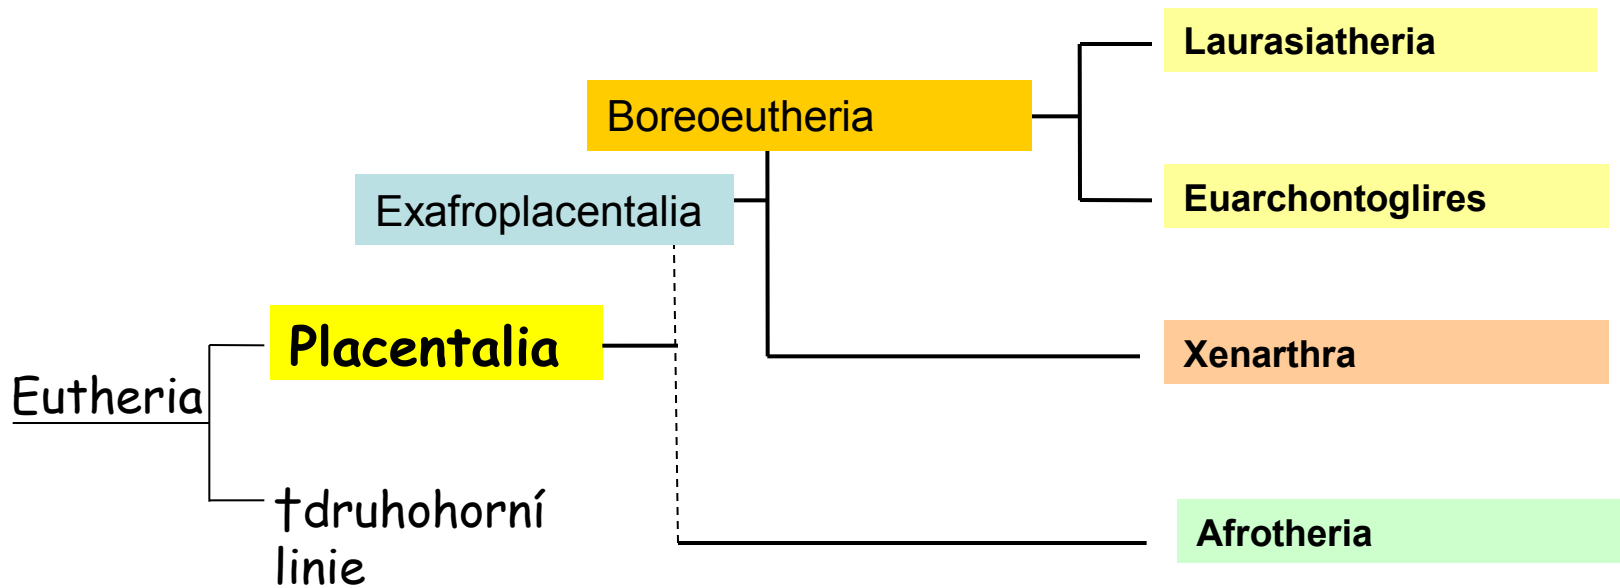 Laurasiatheria
Boreoeutheria
Euarchontoglires
Exafroplacentalia
Placentalia
Xenarthra
Eutheria
†druhohorní
linie
Afrotheria